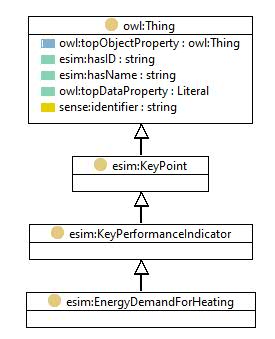 owl:Thing
owl:topObjectProperty : owl:Thing
esim:hasID : string
esim:hasName : string
owl:topDataProperty : Literal
sense:identifier : string
esim:KeyPoint
esim:KeyPerformanceIndicator
esim:EnergyDemandForHeating